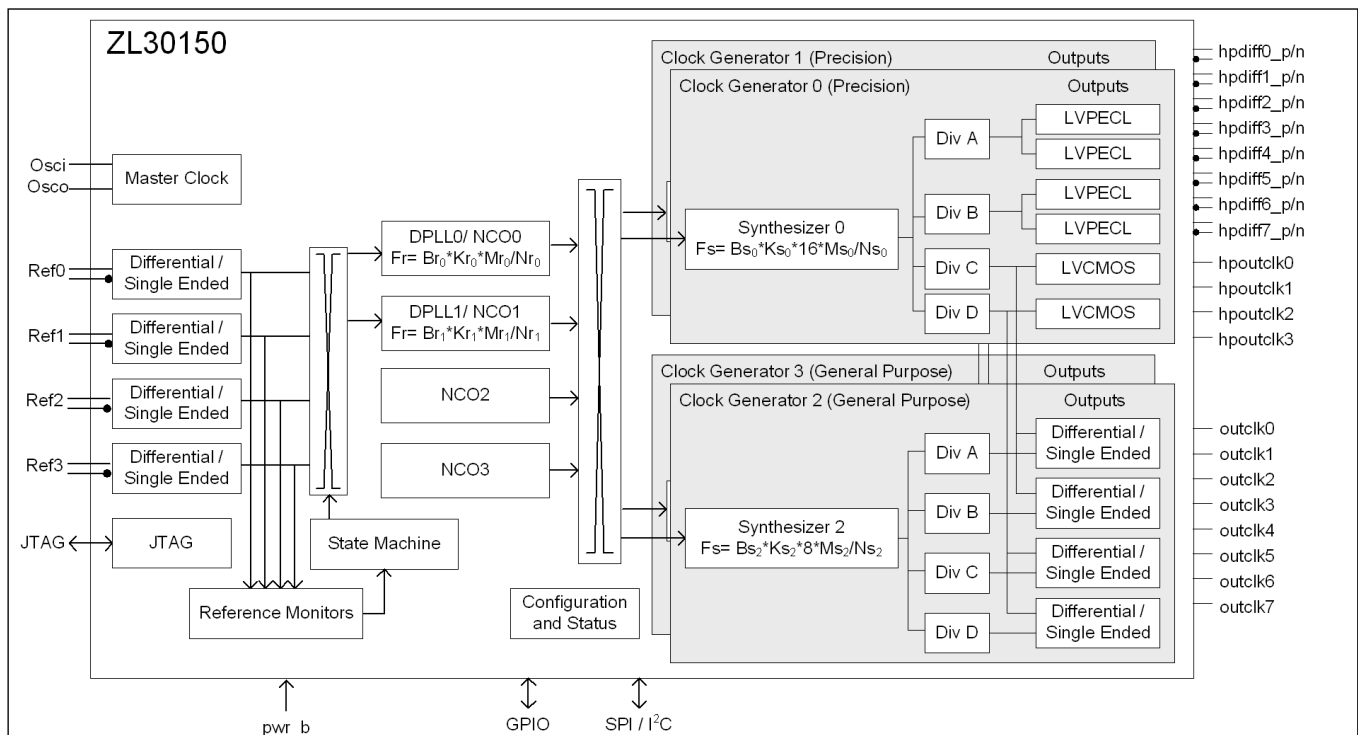 ZL30150
Osci
Osco
Master Clock
Ref0
Differential /
Single Ended
Ref1
Differential /
Single Ended
Ref2
Differential /
Single Ended
Ref3
Differential /
Single Ended
JTAG
JTAG
State Machine
Reference Monitors
DPLL0/ NCO0
Fr= Br₀*Kr₀*Mr₀/Nr₀
DPLL1/ NCO1
Fr= Br₁*Kr₁*Mr₁/Nr₁
NCO2
NCO3
Configuration
and Status
pwr_b
GPIO
SPI / I²C
Clock Generator 1 (Precision)
Outputs
Clock Generator 0 (Precision)
Outputs
Synthesizer 0
Fs= Bs₀*Ks₀*16*Ms₀/Ns₀
Div A
Div B
Div C
Div D
LVPECL
LVPECL
LVPECL
LVPECL
LVCMOS
LVCMOS
Clock Generator 3 (General Purpose)
Outputs
Clock Generator 2 (General Purpose)
Outputs
Synthesizer 2
Fs= Bs₂*Ks₂*8*Ms₂/Ns₂
Div A
Div B
Div C
Div D
Differential /
Single Ended
Differential /
Single Ended
Differential /
Single Ended
Differential /
Single Ended
hpdiff0_p/n
hpdiff1_p/n
hpdiff2_p/n
hpdiff3_p/n
hpdiff4_p/n
hpdiff5_p/n
hpdiff6_p/n
hpdiff7_p/n
hpoutclk0
hpoutclk1
hpoutclk2
hpoutclk3
outclk0
outclk1
outclk2
outclk3
outclk4
outclk5
outclk6
outclk7